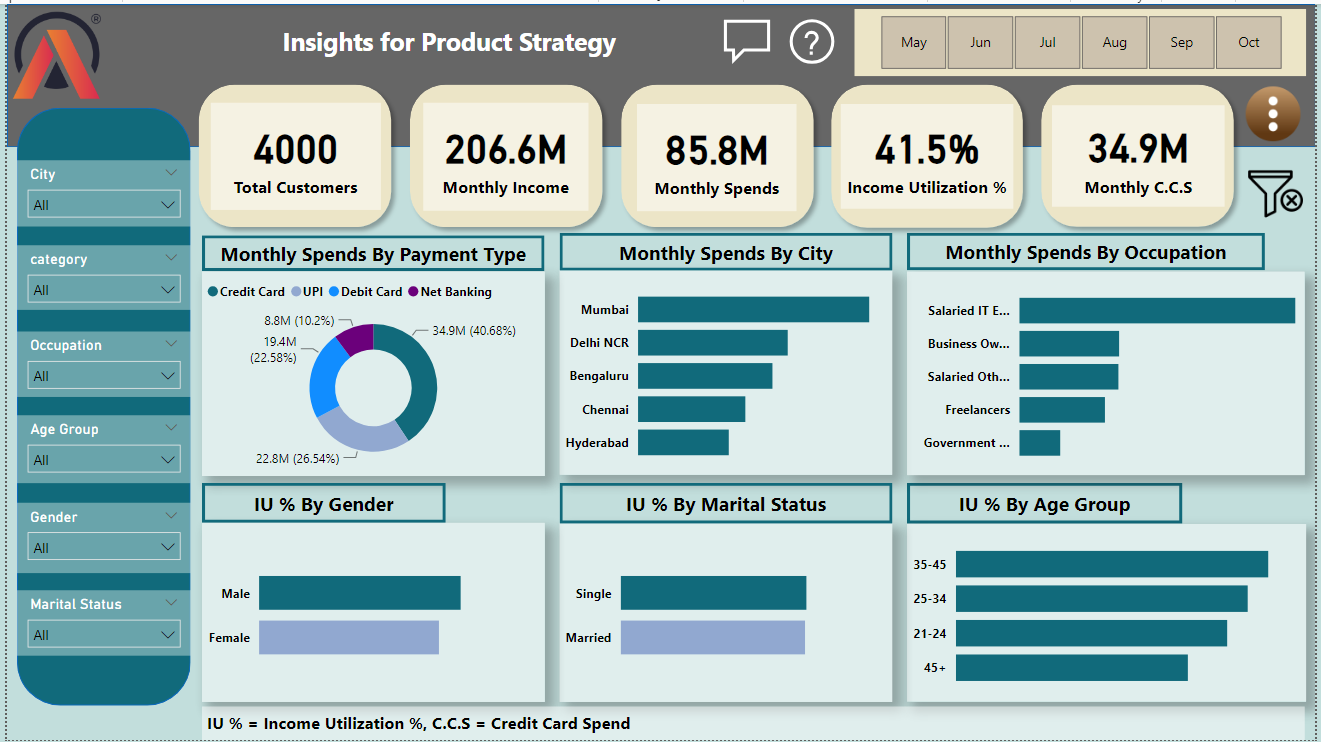 ®
Insights for Product Strategy
?
May Jun Jul Aug Sep Oct
4000
Total Customers
206.6M
Monthly Income
85.8M
Monthly Spends
41.5%
Income Utilization %
34.9M
Monthly C.C.S
City
All
category
All
Occupation
All
Age Group
All
Gender
All
Marital Status
All
Monthly Spends By Payment Type
Credit Card UPI Debit Card Net Banking
8.8M (10.2%)
34.9M (40.68%)
19.4M
(22.58%)
22.8M (26.54%)
Monthly Spends By City
Mumbai
Delhi NCR
Bengaluru
Chennai
Hyderabad
Monthly Spends By Occupation
Salaried IT E...
Business Ow...
Salaried Oth...
Freelancers
Government ...
IU % By Gender
Male
Female
IU % By Marital Status
Single
Married
IU % By Age Group
35-45
25-34
21-24
45+
IU % = Income Utilization %, C.C.S = Credit Card Spend